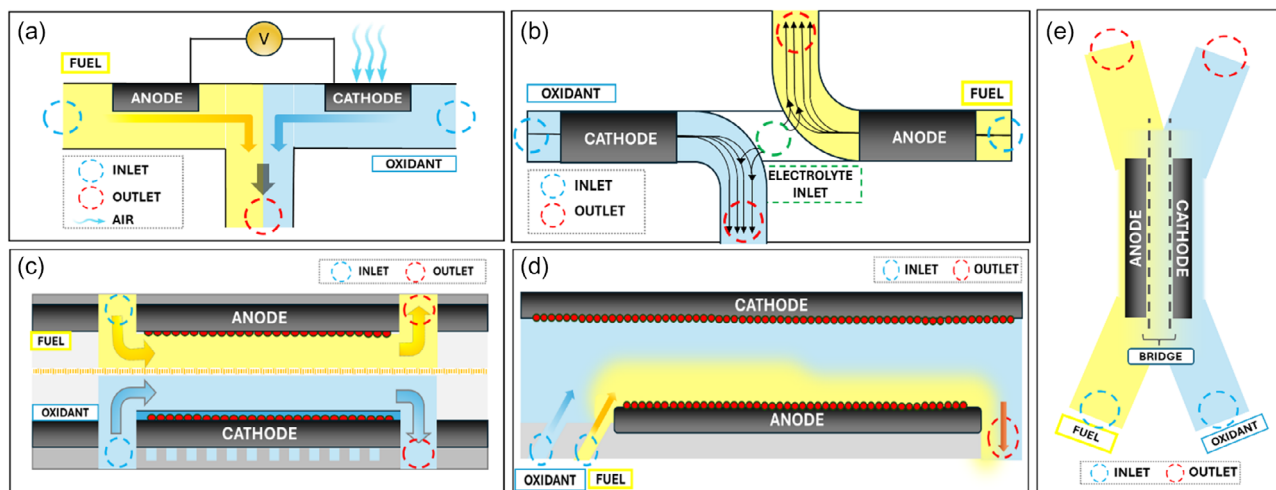 (a)
V
FUEL
ANODE
CATHODE
OXIDANT
INLET
OUTLET
AIR
(b)
OXIDANT
FUEL
CATHODE
ANODE
ELECTROLYTE
INLET
INLET
OUTLET
(c)
INLET
OUTLET
ANODE
FUEL
OXIDANT
CATHODE
(d)
INLET
OUTLET
CATHODE
ANODE
OXIDANT
FUEL
(e)
ANODE
CATHODE
BRIDGE
FUEL
OXIDANT
INLET
OUTLET